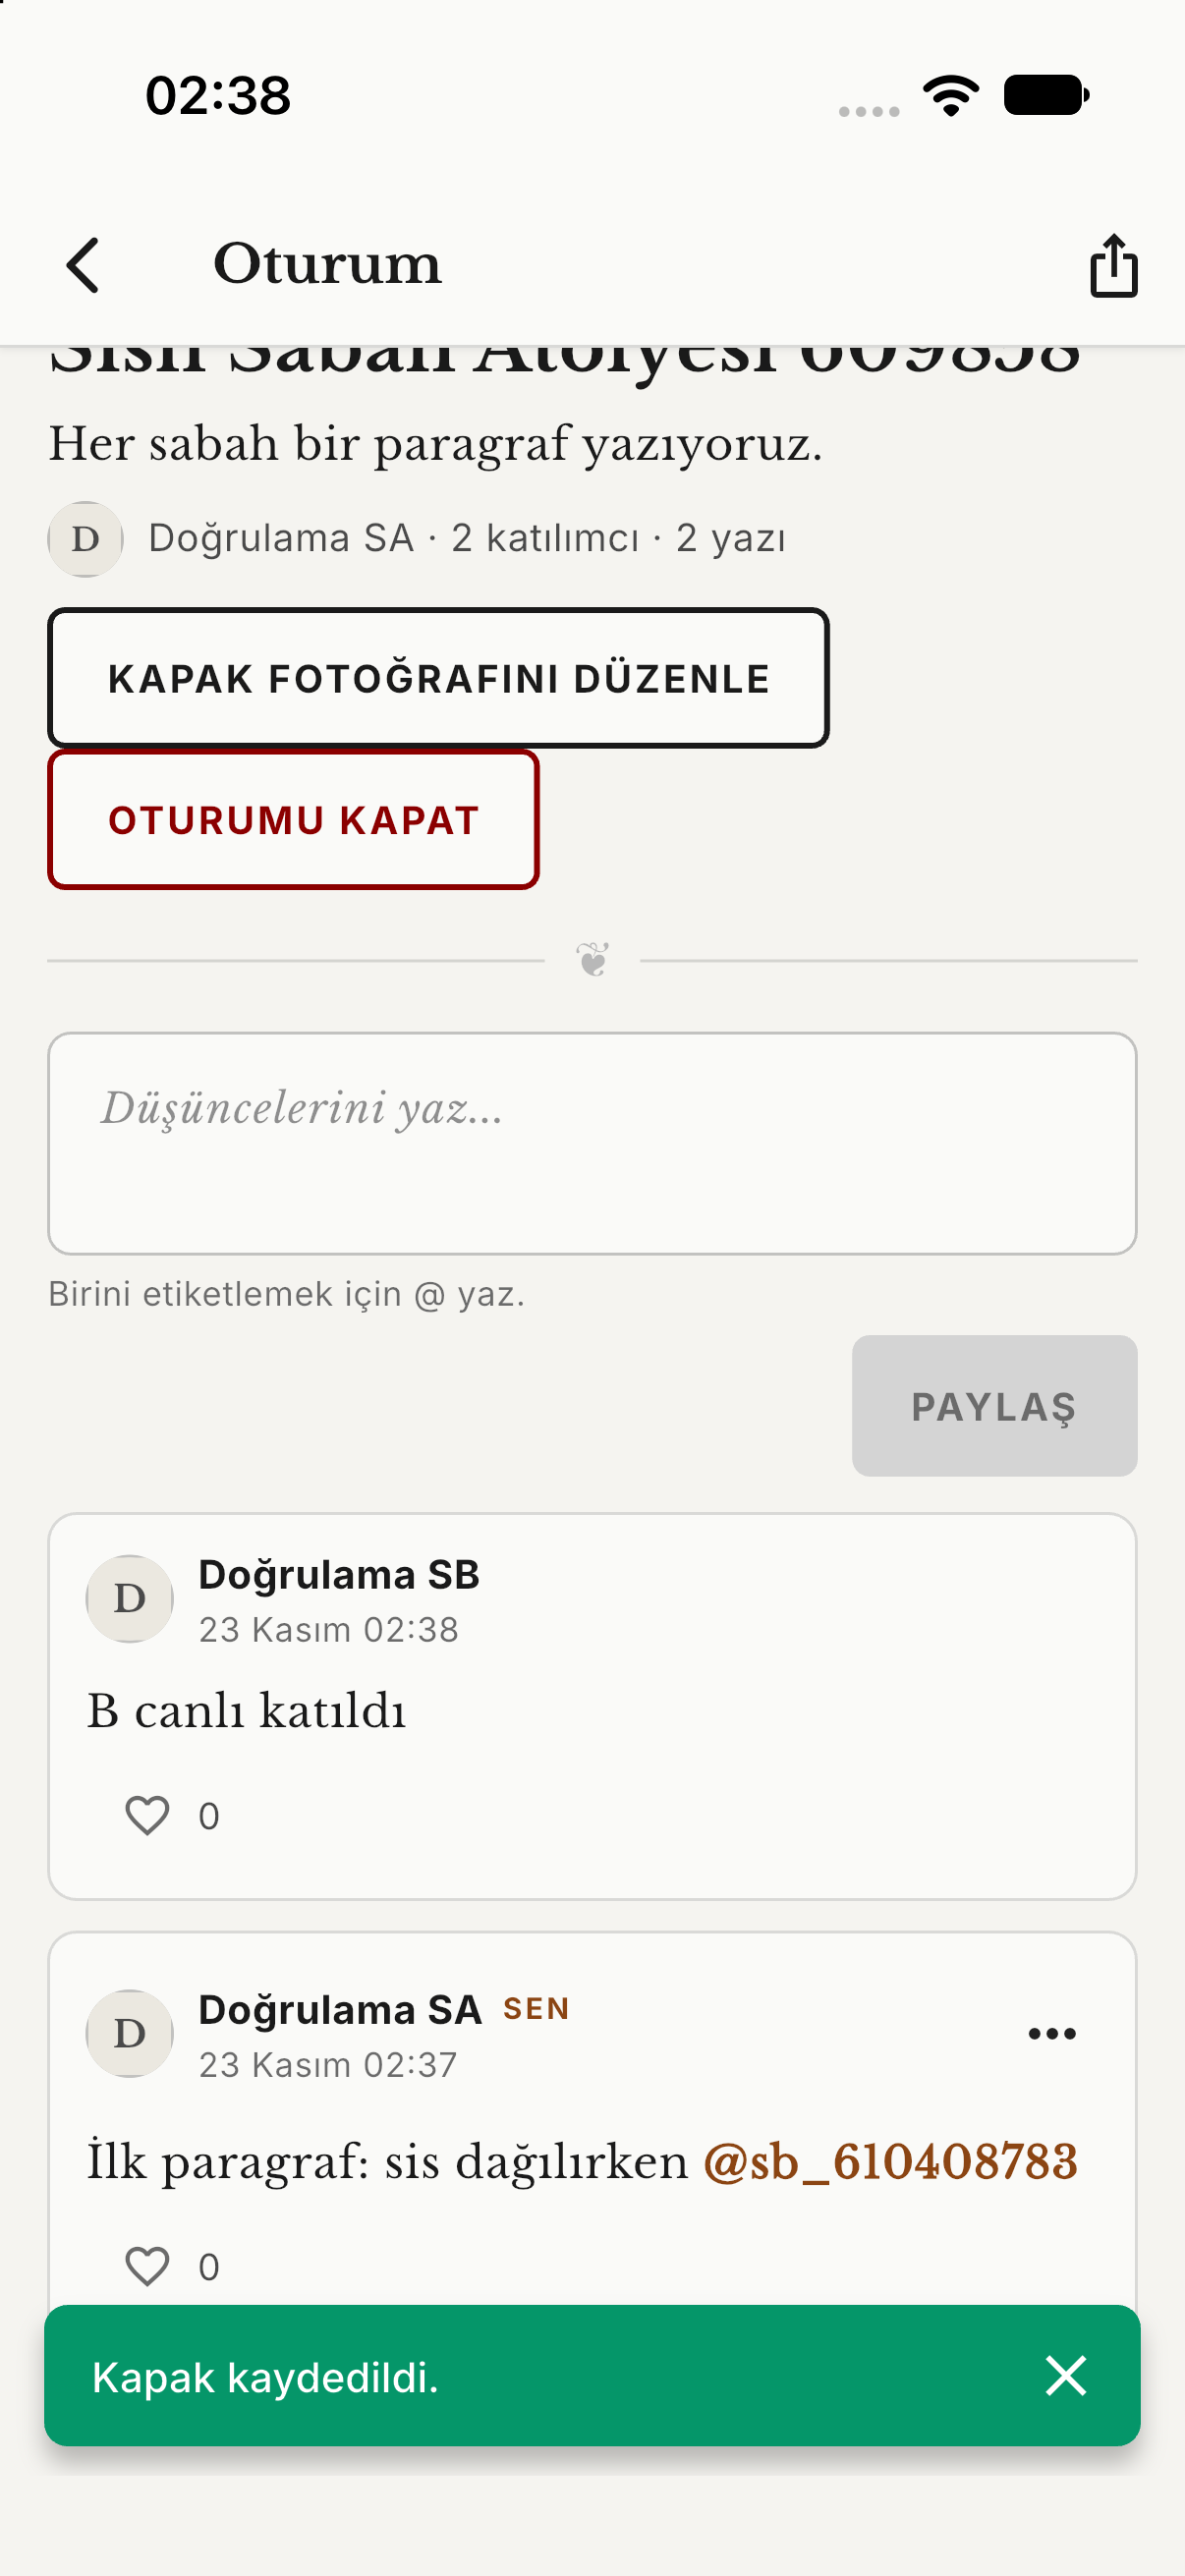 02:38
Oturum
Her sabah bir paragraf yazıyoruz.
D Doğrulama SA · 2 katılımcı · 2 yazı
KAPAK FOTOĞRAFINI DÜZENLE
OTURUMU KAPAT
Düşüncelerini yaz...
Birini etiketlemek için @ yaz.
PAYLAŞ
D Doğrulama SB
23 Kasım 02:38
B canlı katıldı
0
D Doğrulama SA SEN
23 Kasım 02:37
İlk paragraf: sis dağılırken @sb_610408783
0
Kapak kaydedildi.